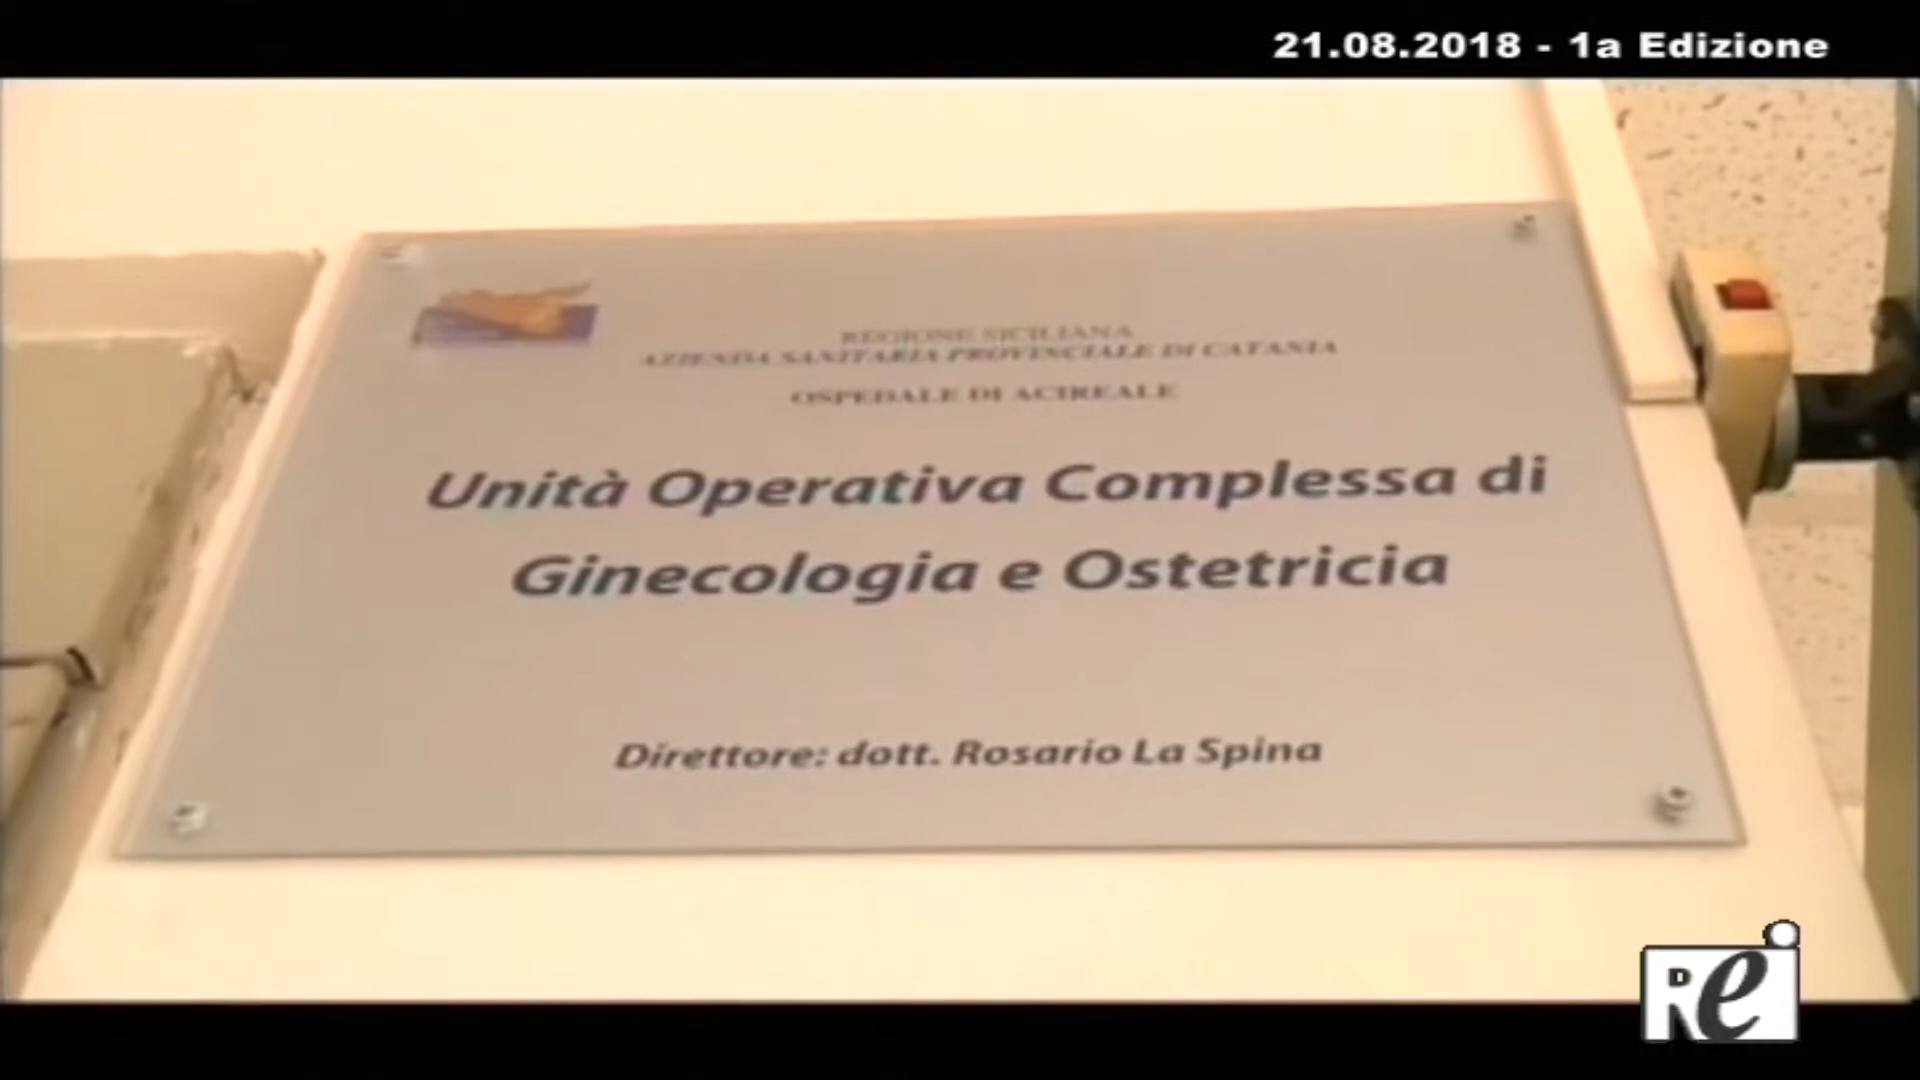 21.08.2018 - 1a Edizione
REGIONE SICILIANA
AZIENDA SANITARIA PROVINCIALE DI CATANIA
OSPEDALE DI ACIREALE
Unità Operativa Complessa di
Ginecologia e Ostetricia
Direttore: dott. Rosario La Spina
Rei
D